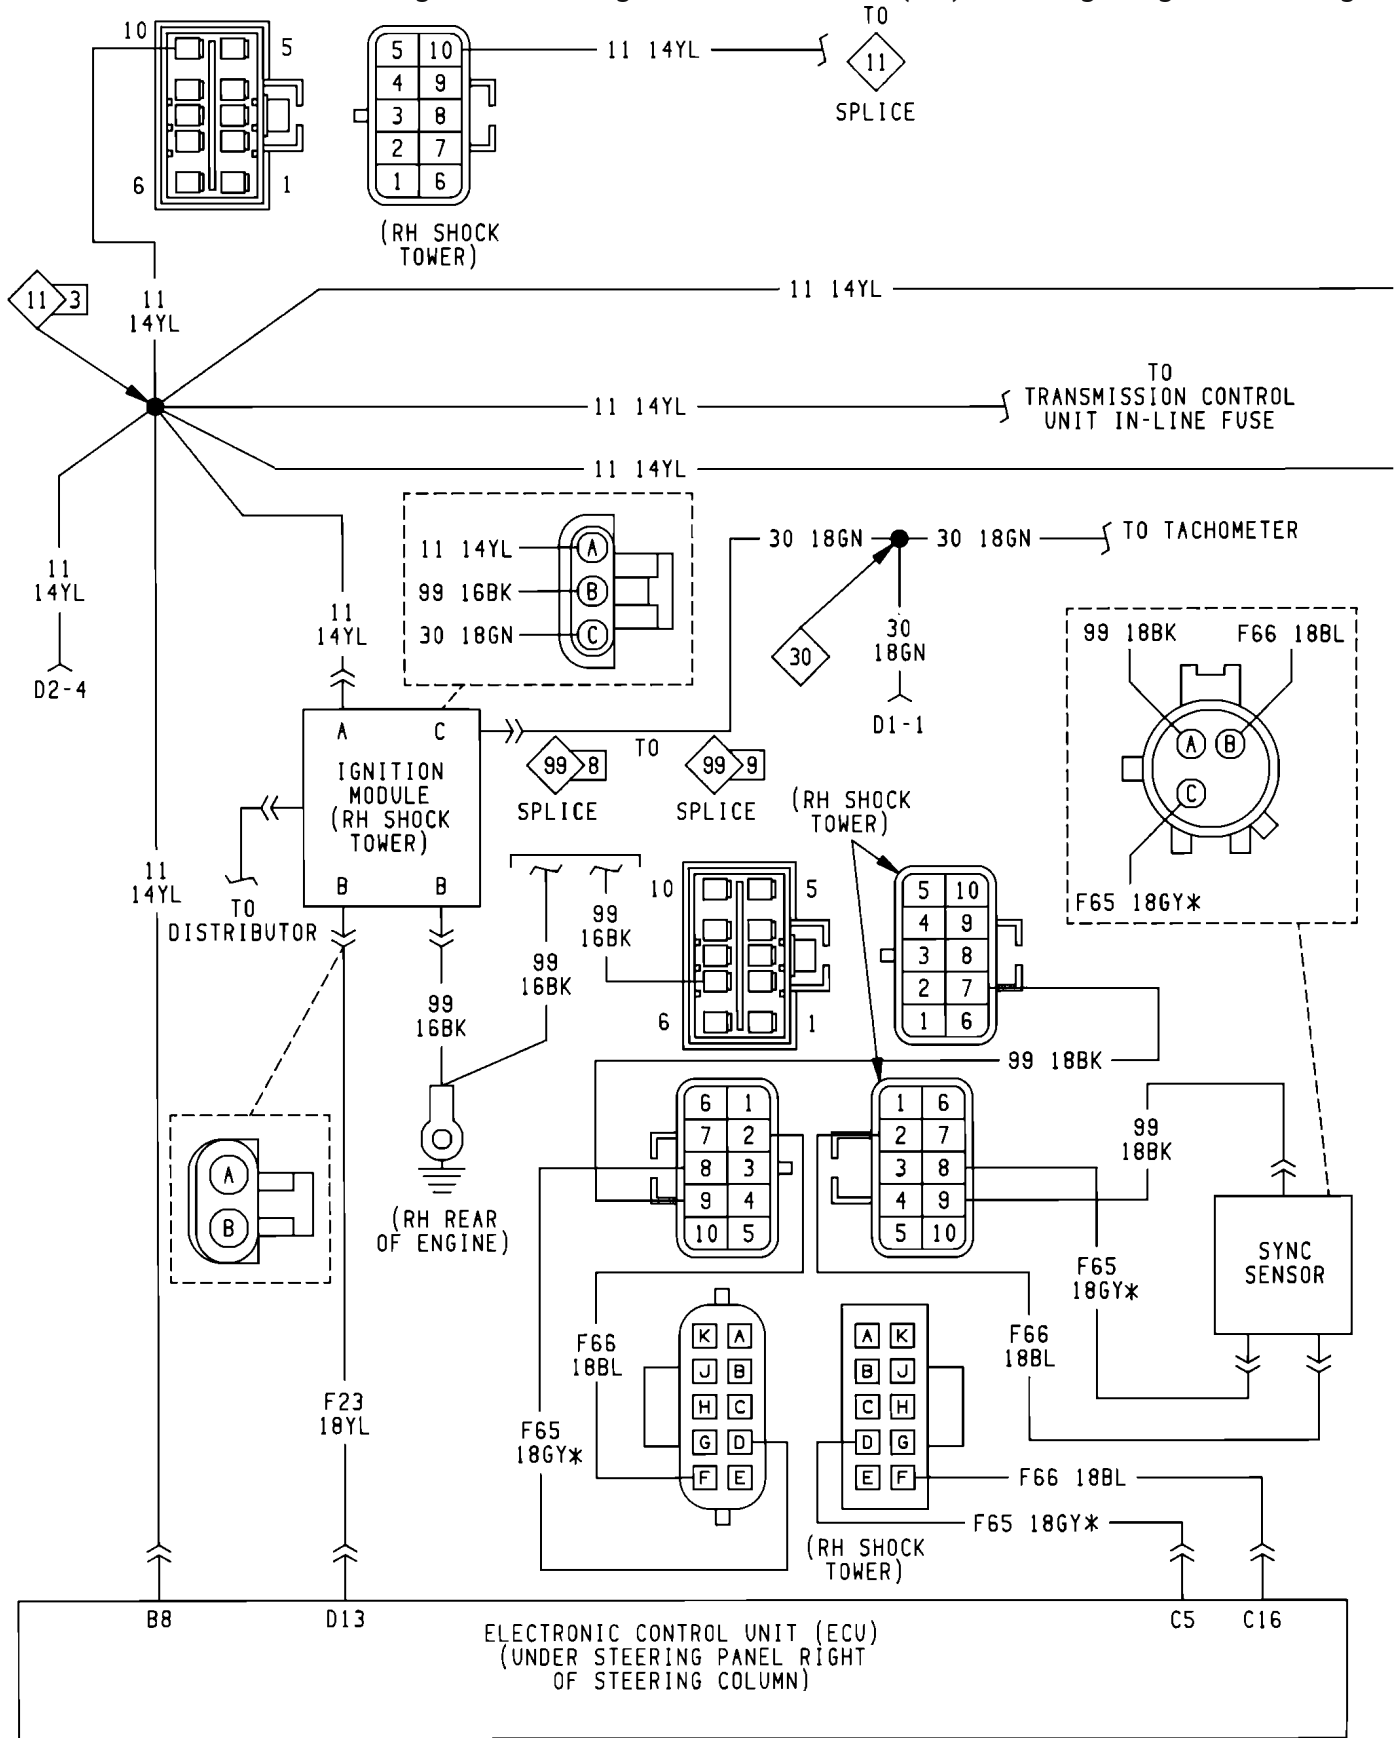 TO
11
SPLICE
10
5
6
1
5 10
4 9
3 8
2 7
1 6
11 14YL
(RH SHOCK
TOWER)
11 3
11
14YL
11 14YL
11 14YL
TO
TRANSMISSION CONTROL
UNIT IN-LINE FUSE
11 14YL
11
14YL
D2-4
11
14YL
11 14YL
99 16BK
30 18GN
A
B
C
30 18GN
30 18GN
TO TACHOMETER
30
30
18GN
D1-1
99 18BK
F66 18BL
A
B
C
F65 18GY*
A
C
IGNITION
MODULE
(RH SHOCK
TOWER)
B
B
TO
99 8
SPLICE
99 9
SPLICE
(RH SHOCK
TOWER)
11
14YL
TO
DISTRIBUTOR
99
16BK
99
16BK
99
16BK
10
5
6
1
5 10
4 9
3 8
2 7
1 6
99 18BK
6 1
7 2
8 3
9 4
10 5
1 6
2 7
3 8
4 9
5 10
99
18BK
A
B
(RH REAR
OF ENGINE)
SYNC
SENSOR
F65
18GY*
F66
18BL
F66
18BL
F23
18YL
F65
18GY*
K A
J B
H C
G D
F E
A K
B J
C H
D G
E F
F66 18BL
F65 18GY*
(RH SHOCK
TOWER)
B8
D13
C5
C16
ELECTRONIC CONTROL UNIT (ECU)
(UNDER STEERING PANEL RIGHT
OF STEERING COLUMN)